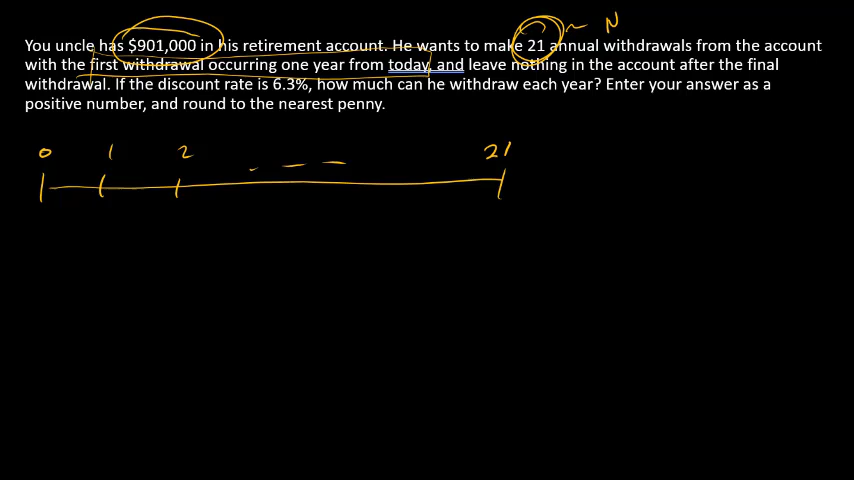 N
You uncle has $901,000 in his retirement account. He wants to make 21 annual withdrawals from the account
with the first withdrawal occurring one year from today, and leave nothing in the account after the final
withdrawal. If the discount rate is 6.3%, how much can he withdraw each year? Enter your answer as a
positive number, and round to the nearest penny.
0 1 2 21